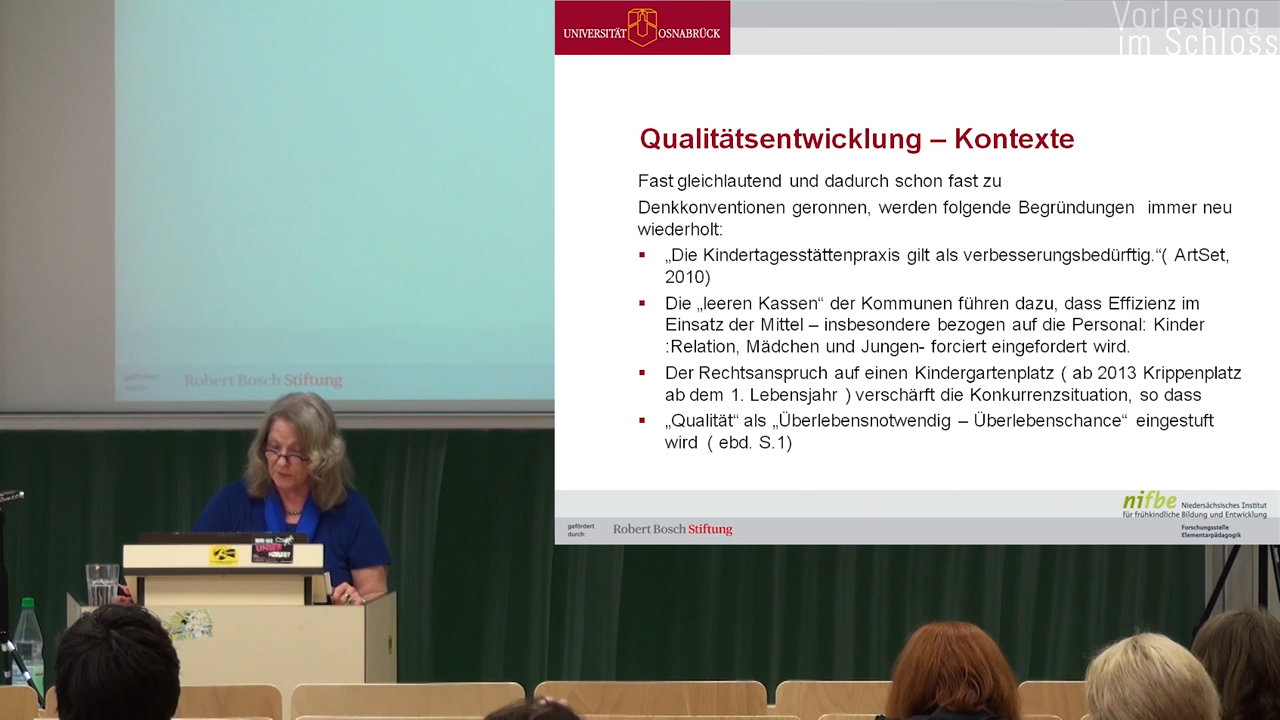 UNIVERSITÄT OSNABRÜCK
Vorlesung
im Schloss
Qualitätsentwicklung – Kontexte
Fast gleichlautend und dadurch schon fast zu
Denkkonventionen geronnen, werden folgende Begründungen immer neu
wiederholt:
▪ „Die Kindertagesstättenpraxis gilt als verbesserungsbedürftig.“( ArtSet,
2010)
▪ Die „leeren Kassen“ der Kommunen führen dazu, dass Effizienz im
Einsatz der Mittel – insbesondere bezogen auf die Personal: Kinder
:Relation, Mädchen und Jungen- forciert eingefordert wird.
▪ Der Rechtsanspruch auf einen Kindergartenplatz ( ab 2013 Krippenplatz
ab dem 1. Lebensjahr ) verschärft die Konkurrenzsituation, so dass
▪ „Qualität“ als „Überlebensnotwendig – Überlebenschance“ eingestuft
wird ( ebd. S.1)
nifbe Niedersächsisches Institut
für frühkindliche Bildung und Entwicklung
Forschungsstelle
Elementarpädagogik
gefördert
durch:
Robert Bosch Stiftung
gefördert
durch:
Robert Bosch Stiftung
UNSER